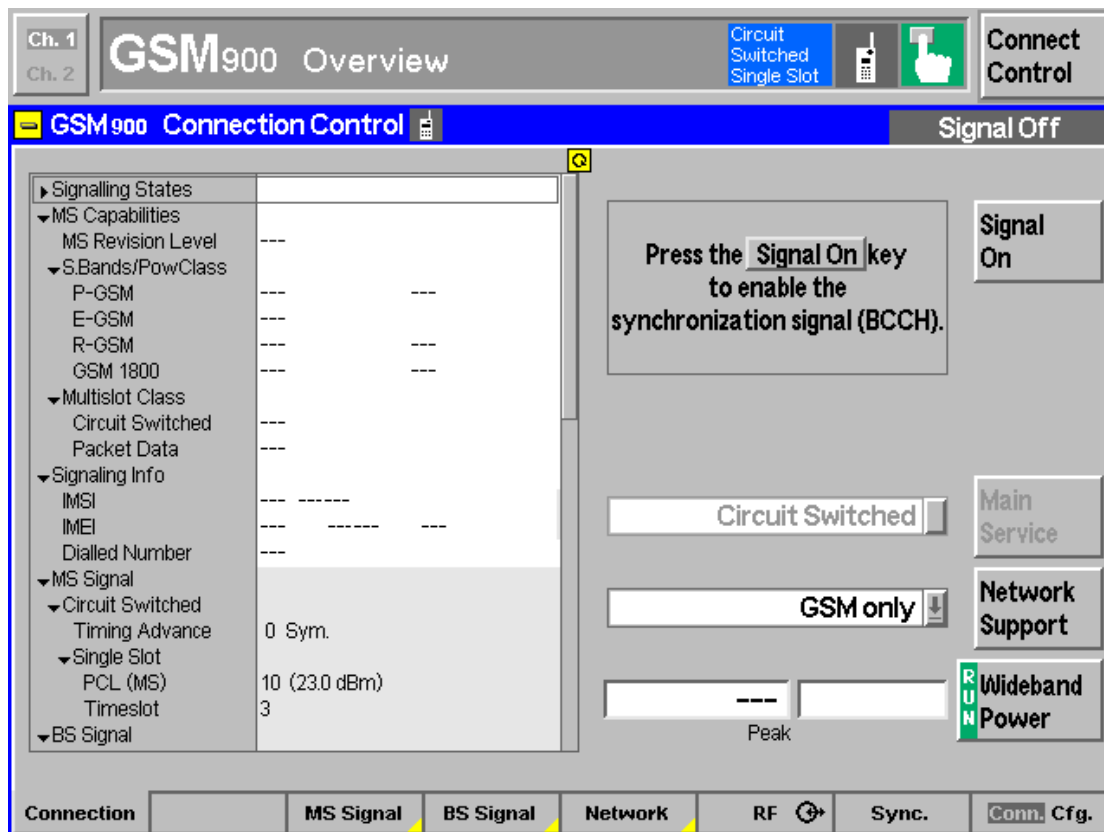 Ch. 1
Ch. 2
GSM900 Overview
Circuit
Switched
Single Slot
Connect
Control
GSM900 Connection Control
Signal Off
Signalling States
MS Capabilities
MS Revision Level ---
S.Bands/PowClass
P-GSM --- ---
E-GSM ---
R-GSM --- ---
GSM 1800 --- ---
Multislot Class
Circuit Switched ---
Packet Data ---
Signaling Info
IMSI --- ------
IMEI --- ------ ---
Dialled Number ---
MS Signal
Circuit Switched
Timing Advance 0 Sym.
Single Slot
PCL (MS) 10 (23.0 dBm)
Timeslot 3
BS Signal
Press the Signal On key
to enable the
synchronization signal (BCCH).
Signal
On
Circuit Switched
Main
Service
GSM only
Network
Support
---
Peak
RUN
Wideband
Power
Connection
MS Signal
BS Signal
Network
RF
Sync.
Conn. Cfg.